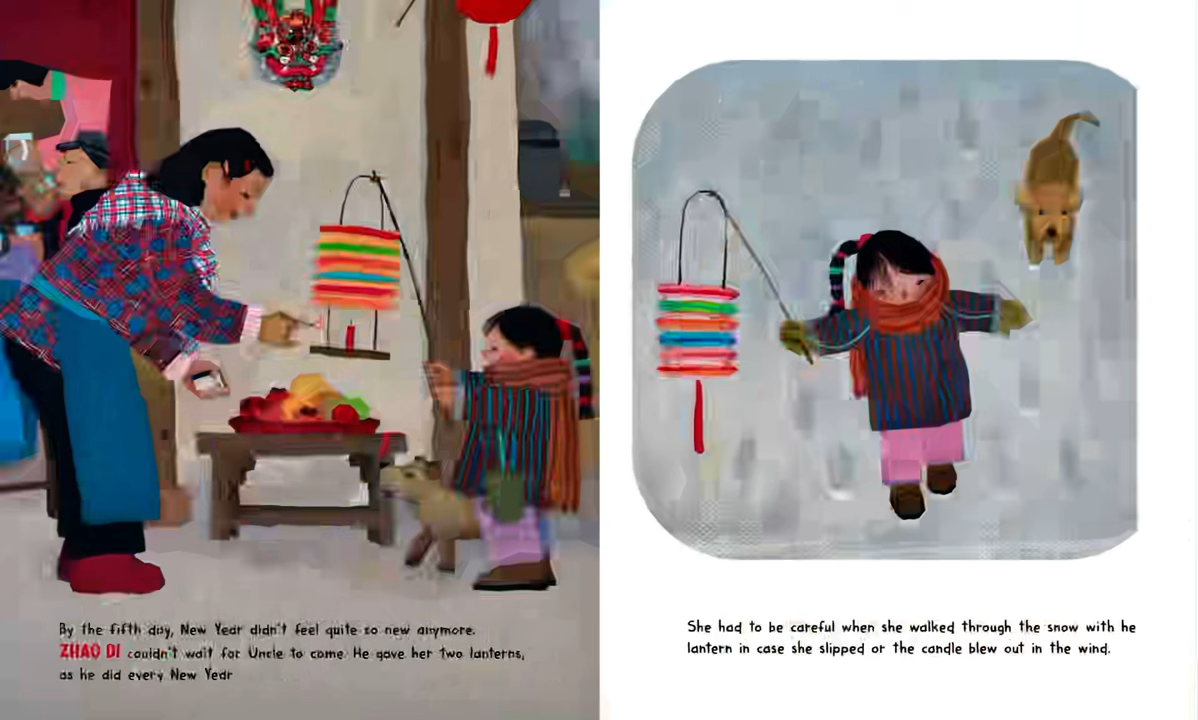 By the fifth day, New Year didn't feel quite so new anymore.
ZHAO DI couldn't wait for Uncle to come. He gave her two lanterns,
as he did every New Year
She had to be careful when she walked through the snow with he
lantern in case she slipped or the candle blew out in the wind.